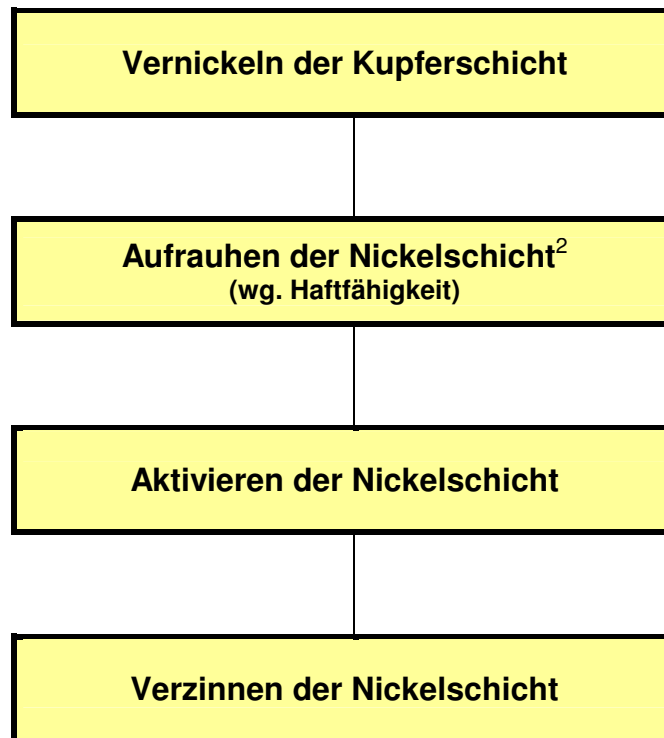 Vernickeln der Kupferschicht
Aufrauhen der Nickelschicht²
(wg. Haftfähigkeit)
Aktivieren der Nickelschicht
Verzinnen der Nickelschicht